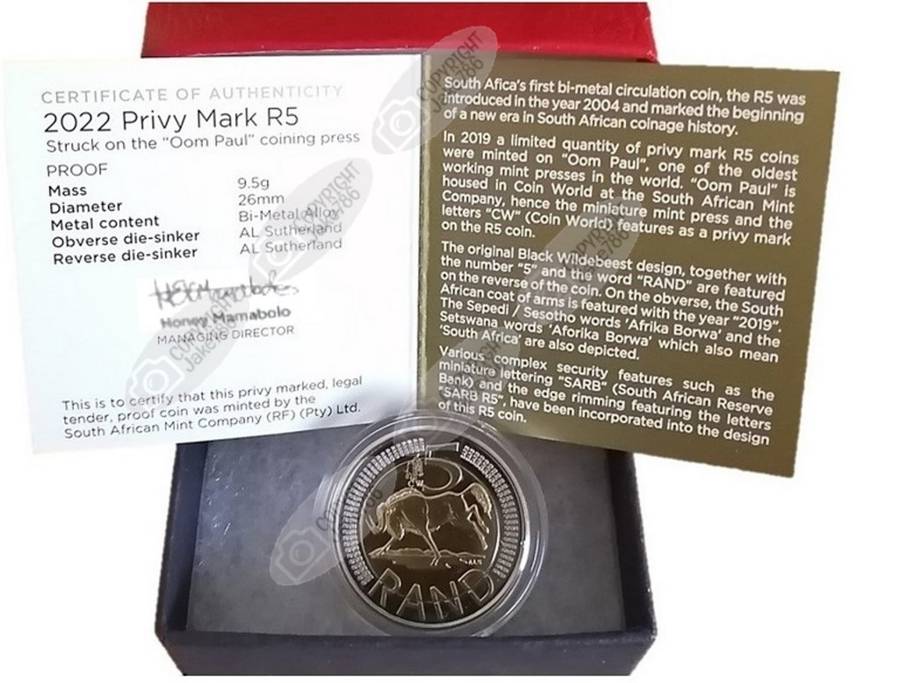 CERTIFICATE OF AUTHENTICITY
2022 Privy Mark R5
Struck on the "Oom Paul" coining press
PROOF
Mass 9.5g
Diameter 26mm
Metal content Bi-Metal Alloy
Obverse die-sinker AL Sutherland
Reverse die-sinker AL Sutherland
Honey Mamabolo
MANAGING DIRECTOR
This is to certify that this privy marked, legal
tender, proof coin was minted by the
South African Mint Company (RF) (Pty) Ltd.
South Afica's first bi-metal circulation coin, the R5 was
introduced in the year 2004 and marked the beginning
of a new era in South African coinage history.
In 2019 a limited quantity of privy mark R5 coins
were minted on "Oom Paul", one of the oldest
working mint presses in the world. "Oom Paul" is
housed in Coin World at the South African Mint
Company, hence the miniature mint press and the
letters "CW" (Coin World) features as a privy mark
on the R5 coin.
The original Black Wildebeest design, together with
the number "5" and the word "RAND" are featured
on the reverse of the coin. On the obverse, the South
African coat of arms is featured with the year "2019".
The Sepedi / Sesotho words 'Afrika Borwa' and the
Setswana words 'Aforika Borwa' which also mean
'South Africa' are also depicted.
Various complex security features such as the
miniature lettering "SARB" (South African Reserve
Bank) and the edge rimming featuring the letters
"SARB R5", have been incorporated into the design
of this R5 coin.
5
RAND
COPYRIGHT
Jake786
COPYRIGHT
Jake786
COPYRIGHT
Jake786
COPYRIGHT
Jake786